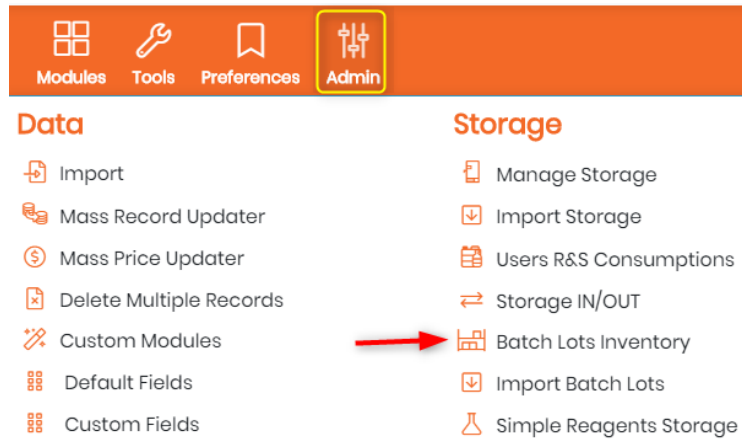 Modules Tools Preferences Admin
Data
Import
Mass Record Updater
Mass Price Updater
Delete Multiple Records
Custom Modules
Default Fields
Custom Fields
Storage
Manage Storage
Import Storage
Users R&S Consumptions
Storage IN/OUT
Batch Lots Inventory
Import Batch Lots
Simple Reagents Storage